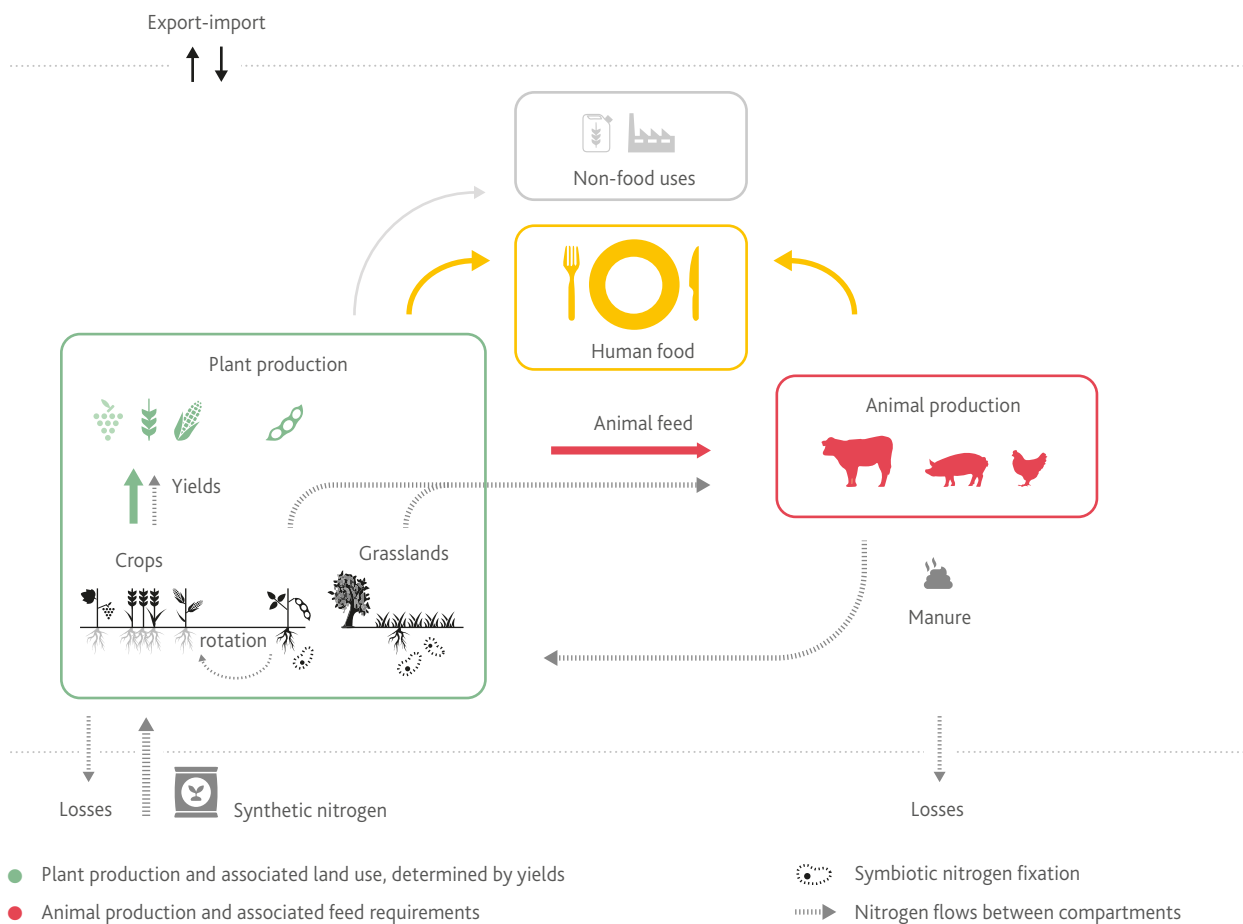 Export-import
Non-food uses
Human food
Plant production
Animal production
Animal feed
Yields
Crops
Grasslands
Manure
rotation
Losses
Synthetic nitrogen
Losses
Plant production and associated land use, determined by yields
Symbiotic nitrogen fixation
Animal production and associated feed requirements
Nitrogen flows between compartments